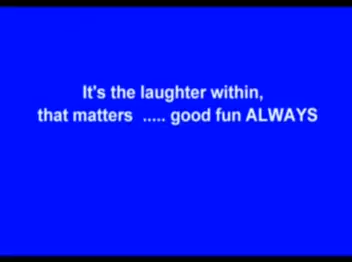 It's the laughter within,
that matters ..... good fun ALWAYS